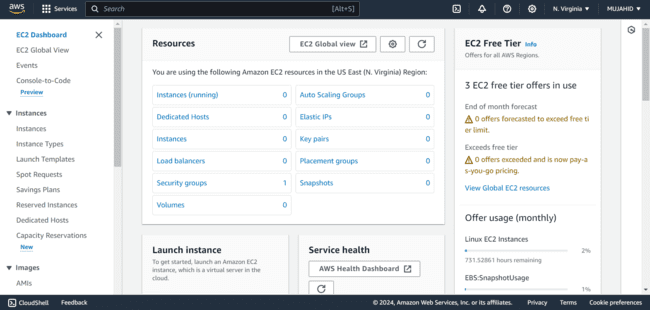 aws
Services
Search
[Alt+S]
N. Virginia
MUJAHID
EC2 Dashboard
EC2 Global View
Events
Console-to-Code
Preview
Instances
Instances
Instance Types
Launch Templates
Spot Requests
Savings Plans
Reserved Instances
Dedicated Hosts
Capacity Reservations
New
Images
AMIs
Resources
EC2 Global view
You are using the following Amazon EC2 resources in the US East (N. Virginia) Region:
Instances (running) 0
Auto Scaling Groups 0
Dedicated Hosts 0
Elastic IPs 0
Instances 0
Key pairs 0
Load balancers 0
Placement groups 0
Security groups 1
Snapshots 0
Volumes 0
Launch instance
To get started, launch an Amazon EC2
instance, which is a virtual server in the
cloud.
Service health
AWS Health Dashboard
EC2 Free Tier Info
Offers for all AWS Regions.
3 EC2 free tier offers in use
End of month forecast
0 offers forecasted to exceed free ti
er limit.
Exceeds free tier
0 offers exceeded and is now pay-a
s-you-go pricing.
View Global EC2 resources
Offer usage (monthly)
Linux EC2 Instances
2%
731.52861 hours remaining
EBS:SnapshotUsage
1%
CloudShell
Feedback
© 2024, Amazon Web Services, Inc. or its affiliates.
Privacy
Terms
Cookie preferences